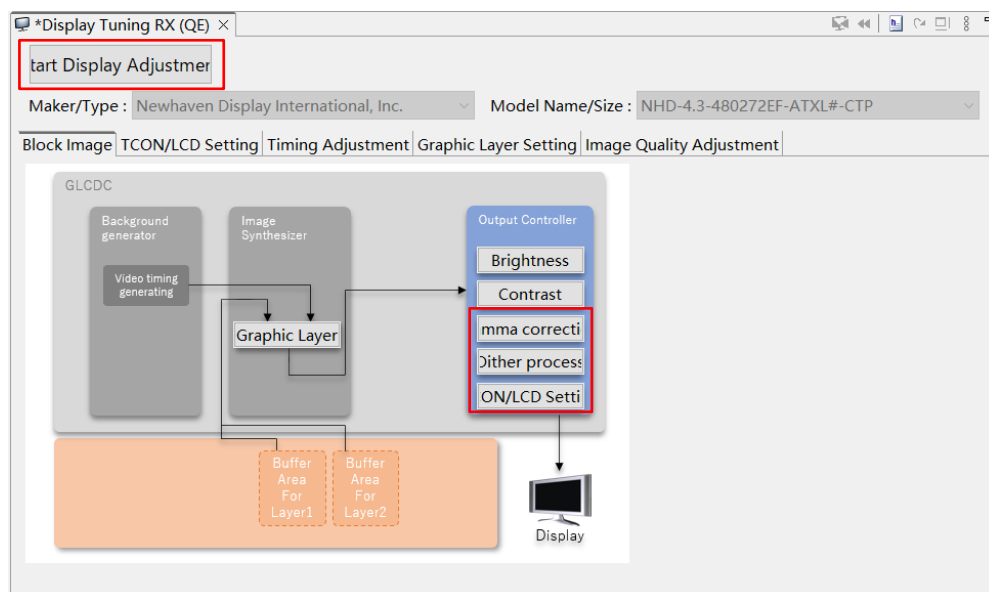 *Display Tuning RX (QE)
tart Display Adjustmer
Maker/Type : Newhaven Display International, Inc. Model Name/Size : NHD-4.3-480272EF-ATXL#-CTP
Block Image TCON/LCD Setting Timing Adjustment Graphic Layer Setting Image Quality Adjustment
GLCDC
Background
generator
Image
Synthesizer
Output Controller
Video timing
generating
Graphic Layer
Brightness
Contrast
mma correcti
Dither process
ON/LCD Setti
Buffer
Area
For
Layer1
Buffer
Area
For
Layer2
Display